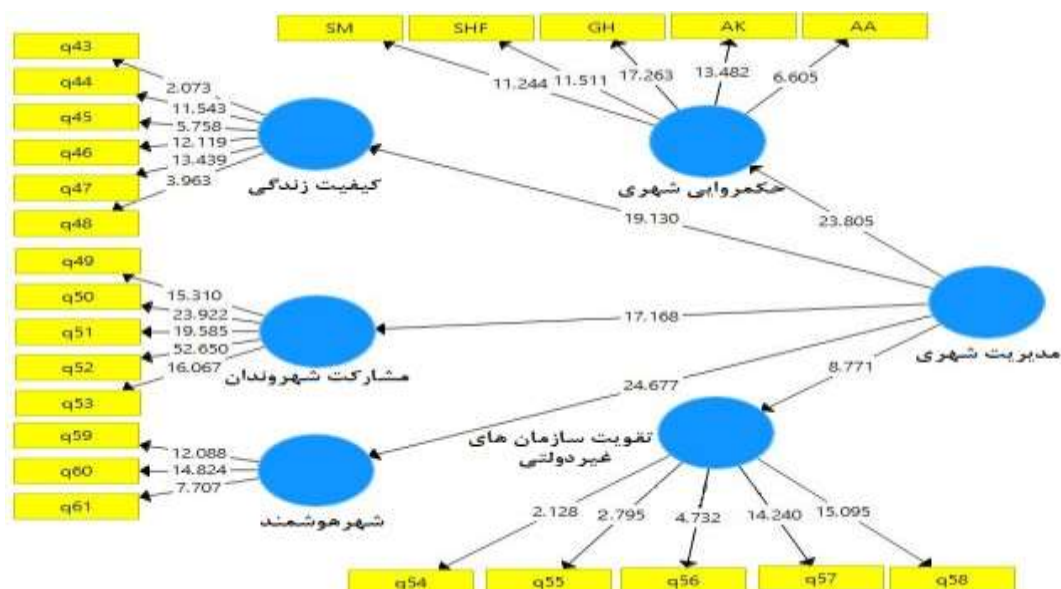 SM SHF GH AK AA
q43
q44
q45
q46
q47
q48
2.073
11.543
5.758
12.119
13.439
3.963
کیفیت زندگی
11.244 11.511 17.263 13.482 6.605
حکمروایی شهری
19.130
23.805
q49
q50
q51
q52
q53
15.310
23.922
19.585
52.650
16.067
مشارکت شهروندان
17.168
مدیریت شهری
24.677
8.771
q59
q60
q61
12.088
14.824
7.707
شهرهوشمند
تقویت سازمان های
غیردولتی
2.128 2.795 4.732 14.240 15.095
q54 q55 q56 q57 q58